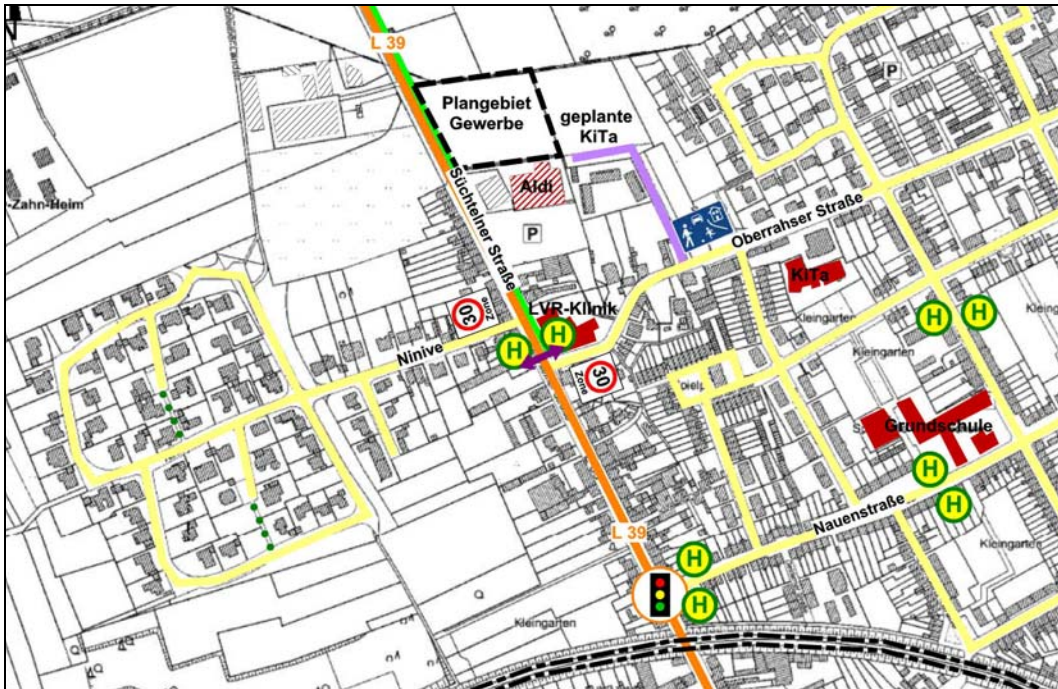 L 39
P
Plangebiet
Gewerbe
geplante
KiTa
Süchtelner Straße
Aldi
-Zahn-Heim
P
Oberrahser Straße
KiTa
LVR-Klinik
30
Zone
H
H
Ninive
30
Zone
Kleingarten
Kleingarten
H
H
Kleingarten
Grundschule
H
H
Nauenstraße
L 39
Kleingarten
H
H
Kleingarten